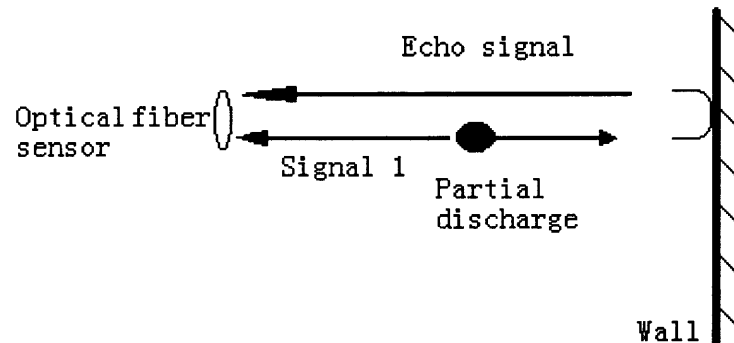 Echo signal
Optical fiber
sensor
Signal 1
Partial
discharge
Wall